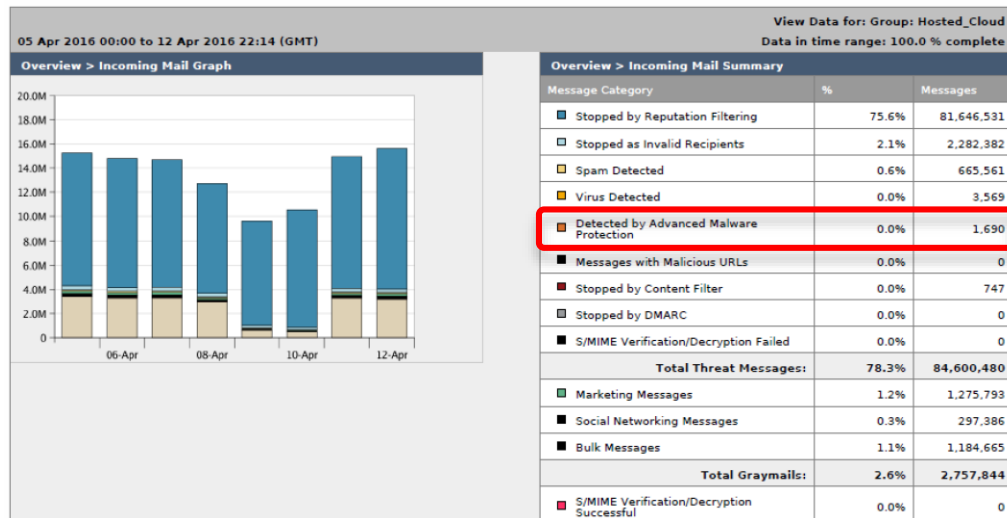 View Data for: Group: Hosted_Cloud
05 Apr 2016 00:00 to 12 Apr 2016 22:14 (GMT) Data in time range: 100.0 % complete
Overview > Incoming Mail Graph
20.0M
18.0M
16.0M
14.0M
12.0M
10.0M
8.0M
6.0M
4.0M
2.0M
0
06-Apr 08-Apr 10-Apr 12-Apr
Overview > Incoming Mail Summary
Message Category % Messages
Stopped by Reputation Filtering 75.6% 81,646,531
Stopped as Invalid Recipients 2.1% 2,282,382
Spam Detected 0.6% 665,561
Virus Detected 0.0% 3,569
Detected by Advanced Malware
Protection 0.0% 1,690
Messages with Malicious URLs 0.0% 0
Stopped by Content Filter 0.0% 747
Stopped by DMARC 0.0% 0
S/MIME Verification/Decryption Failed 0.0% 0
Total Threat Messages: 78.3% 84,600,480
Marketing Messages 1.2% 1,275,793
Social Networking Messages 0.3% 297,386
Bulk Messages 1.1% 1,184,665
Total Graymails: 2.6% 2,757,844
S/MIME Verification/Decryption
Successful 0.0% 0